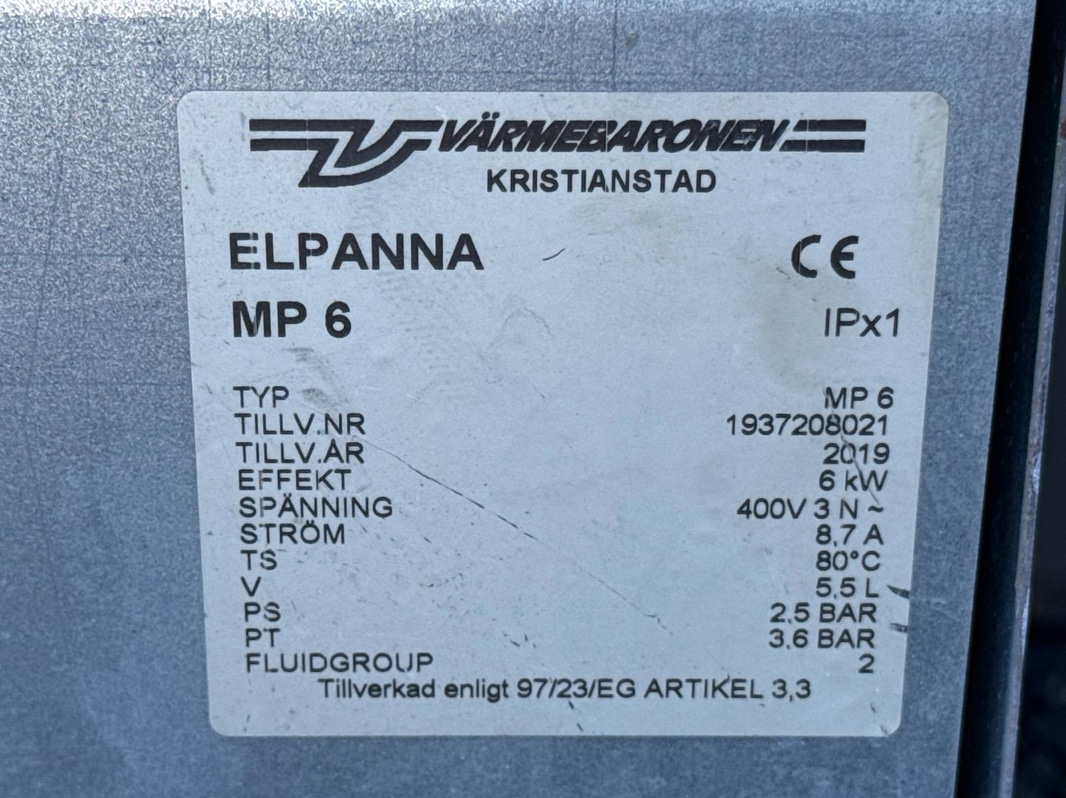 VÄRMEBARONEN
KRISTIANSTAD
ELPANNA CE
MP 6 IPx1
TYP MP 6
TILLV.NR 1937208021
TILLV.ÅR 2019
EFFEKT 6 kW
SPÄNNING 400V 3 N ~
STRÖM 8,7 A
TS 80°C
V 5,5 L
PS 2,5 BAR
PT 3,6 BAR
FLUIDGROUP 2
Tillverkad enligt 97/23/EG ARTIKEL 3,3